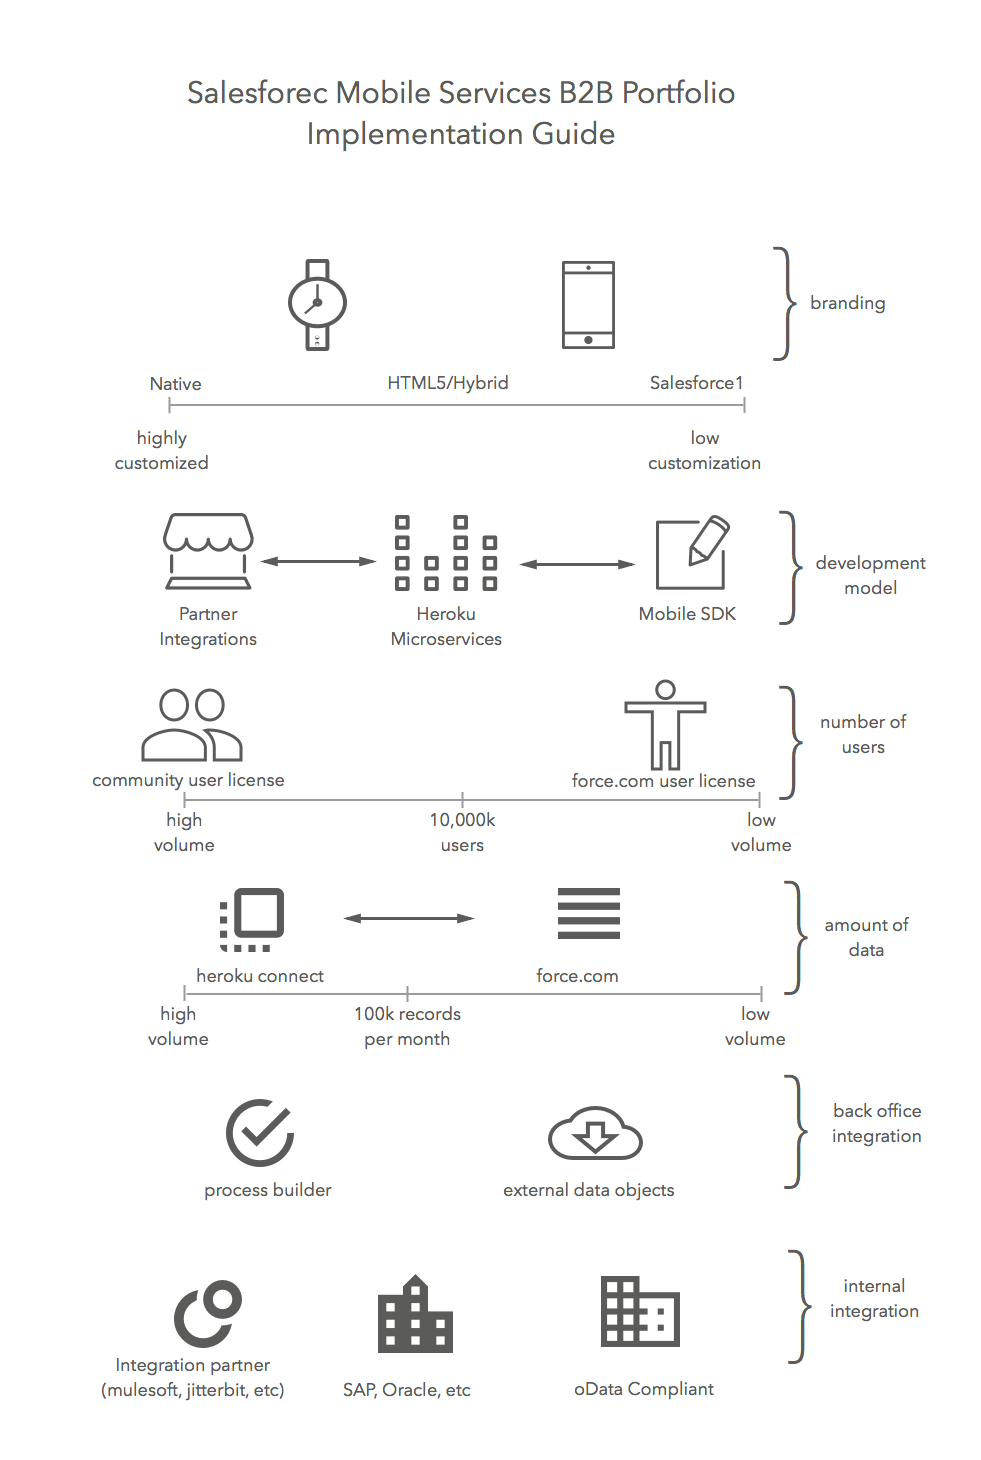 Salesforec Mobile Services B2B Portfolio
Implementation Guide
branding
Native
HTML5/Hybrid
Salesforce1
highly
customized
low
customization
Partner
Integrations
Heroku
Microservices
Mobile SDK
development
model
community user license
force.com user license
number of
users
high
volume
10,000k
users
low
volume
heroku connect
force.com
amount of
data
high
volume
100k records
per month
low
volume
process builder
external data objects
back office
integration
Integration partner
(mulesoft, jitterbit, etc)
SAP, Oracle, etc
oData Compliant
internal
integration